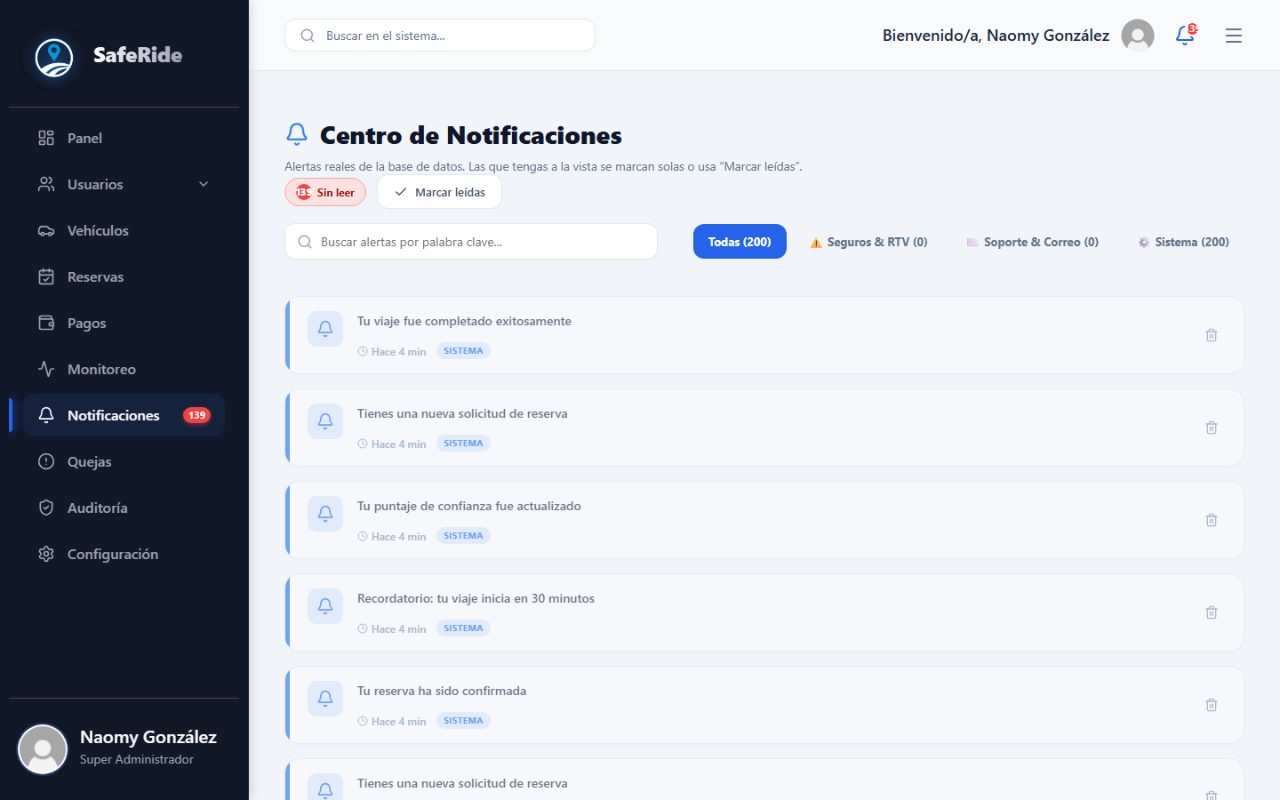 SafeRide
Buscar en el sistema...
Bienvenido/a, Naomy González
Panel
Usuarios
Vehículos
Reservas
Pagos
Monitoreo
Notificaciones
139
Quejas
Auditoría
Configuración
Naomy González
Super Administrador
Centro de Notificaciones
Alertas reales de la base de datos. Las que tengas a la vista se marcan solas o usa “Marcar leídas”.
139 Sin leer
Marcar leídas
Buscar alertas por palabra clave...
Todas (200)
Seguros & RTV (0)
Soporte & Correo (0)
Sistema (200)
Tu viaje fue completado exitosamente
Hace 4 min SISTEMA
Tienes una nueva solicitud de reserva
Hace 4 min SISTEMA
Tu puntaje de confianza fue actualizado
Hace 4 min SISTEMA
Recordatorio: tu viaje inicia en 30 minutos
Hace 4 min SISTEMA
Tu reserva ha sido confirmada
Hace 4 min SISTEMA
Tienes una nueva solicitud de reserva